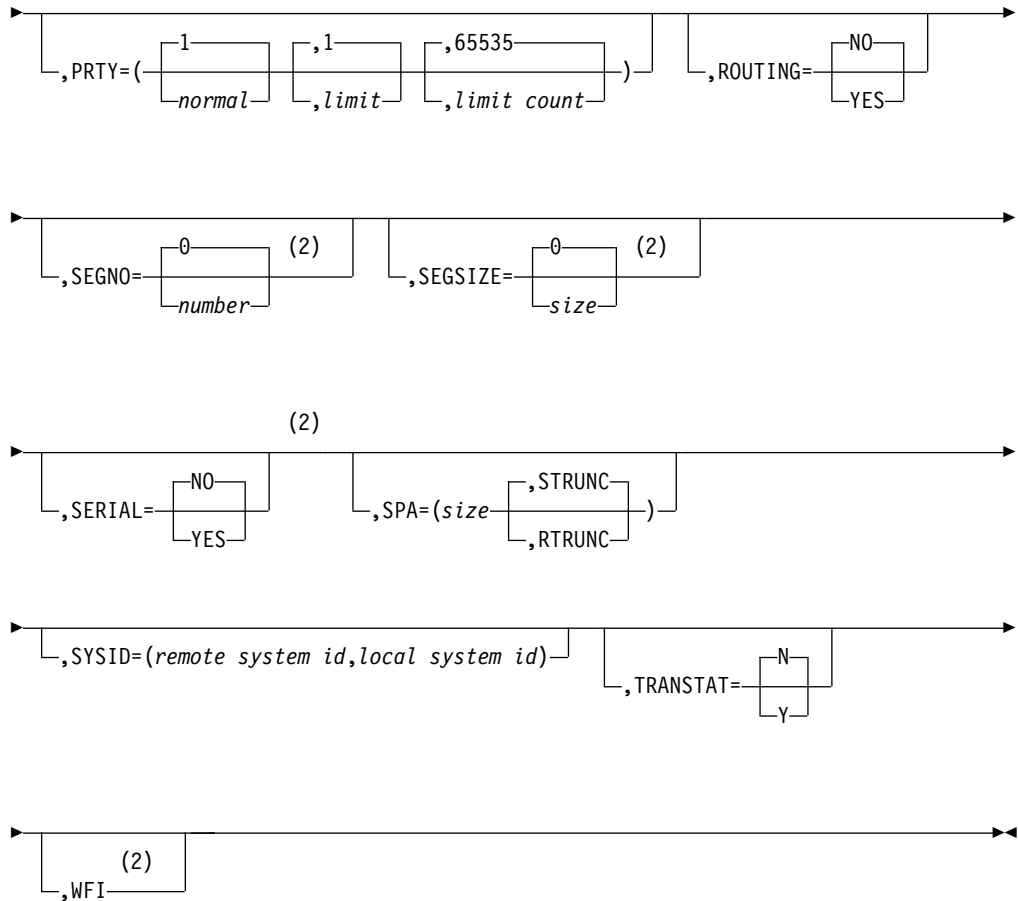 1 ,1 ,65535 NO
,PRTY=( normal ,limit ,limit count ) ,ROUTING= YES
0 (2) 0 (2)
,SEGNO= number ,SEGSIZE= size
(2)
NO ,STRUNC
,SERIAL= YES ,SPA=(size ,RTRUNC )
,SYSID=(remote system id,local system id) N
,TRANSTAT= Y
(2)
,WFI